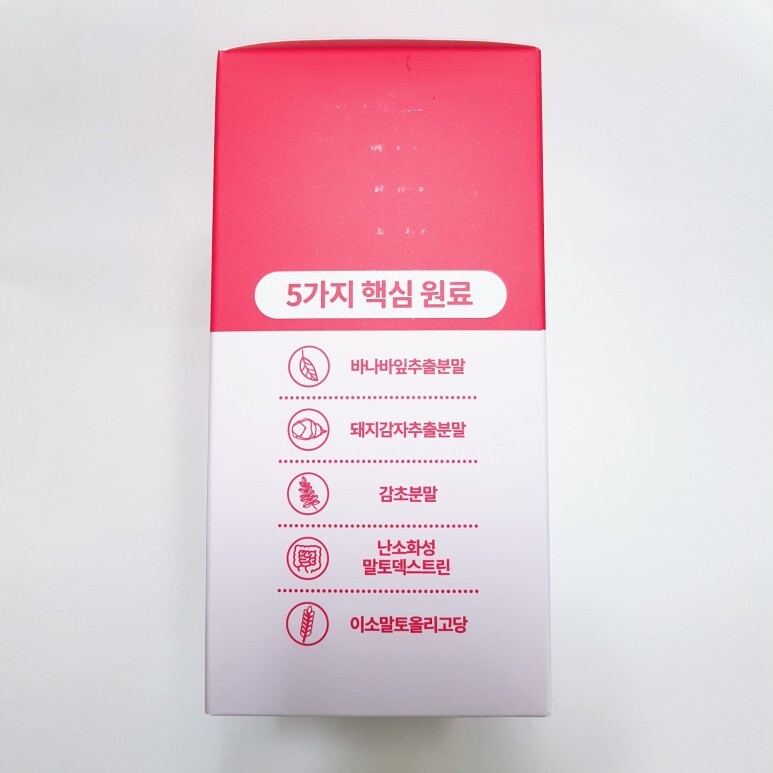 5가지 핵심 원료
바나바잎추출분말
돼지감자추출분말
감초분말
난소화성
말토덱스트린
이소말토올리고당